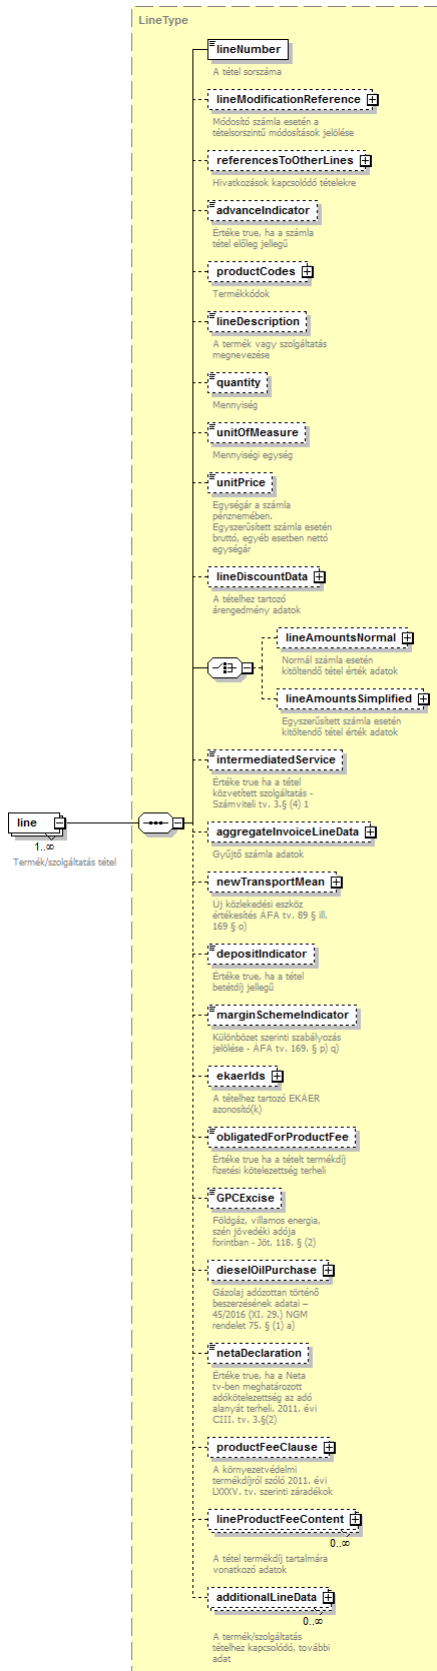 LineType
lineNumber
A tétel sorszáma
lineModificationReference
Módosító számla esetén a
tételsorszintű módosítások jelölése
referencesToOtherLines
Hivatkozások kapcsolódó tételekre
advanceIndicator
Értéke true, ha a számla
tétel előleg jellegű
productCodes
Termékkódok
lineDescription
A termék vagy szolgáltatás
megnevezése
quantity
Mennyiség
unitOfMeasure
Mennyiségi egység
unitPrice
Egységár a számla
pénznemében.
Egyszerűsített számla esetén
bruttó, egyéb esetben nettó
egységár
lineDiscountData
A tételhez tartozó
árengedmény adatok
lineAmountsNormal
Normál számla esetén
kitöltendő tétel érték adatok
lineAmountsSimplified
Egyszerűsített számla esetén
kitöltendő tétel érték adatok
intermediatedService
Értéke true ha a tétel
közvetített szolgáltatás -
Számviteli tv. 3.§ (4) 1
line
1..∞
Termék/szolgáltatás tétel
aggregateInvoiceLineData
Gyűjtő számla adatok
newTransportMean
Új közlekedési eszköz
értékesítés ÁFA tv. 89 § ill.
169 § o)
depositIndicator
Értéke true, ha a tétel
betétdíj jellegű
marginSchemeIndicator
Különbözet szerinti szabályozás
jelölése - ÁFA tv. 169. § p) q)
ekaerIds
A tételhez tartozó EKÁER
azonosító(k)
obligatedForProductFee
Értéke true ha a tételt termékdíj
fizetési kötelezettség terheli
GPCExcise
Földgáz, villamos energia,
szén jövedéki adója
forintban - Jöt. 118. § (2)
dieselOilPurchase
Gázolaj adózottan történő
beszerzésének adatai –
45/2016 (XI. 29.) NGM
rendelet 75. § (1) a)
netaDeclaration
Értéke true, ha a Neta
tv-ben meghatározott
adókötelezettség az adó
alanyát terheli. 2011. évi
CIII. tv. 3.§(2)
productFeeClause
A környezetvédelmi
termékdíjról szóló 2011. évi
LXXXV. tv. szerinti záradékok
lineProductFeeContent
0..∞
A tétel termékdíj tartalmára
vonatkozó adatok
additionalLineData
0..∞
A termék/szolgáltatás
tételhez kapcsolódó, további
adat